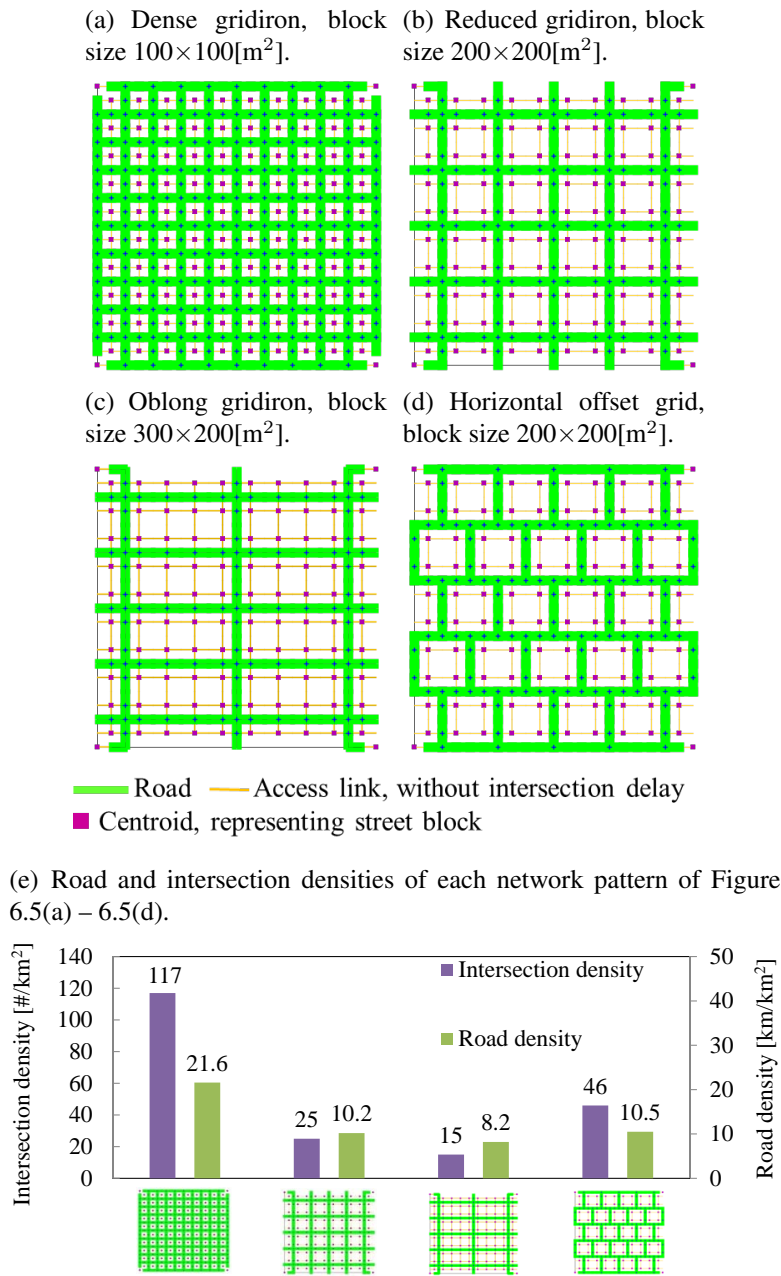 (a) Dense gridiron, block
size 100×100[m²].
(b) Reduced gridiron, block
size 200×200[m²].
(c) Oblong gridiron, block
size 300×200[m²].
(d) Horizontal offset grid,
block size 200×200[m²].
Road
Access link, without intersection delay
Centroid, representing street block
(e) Road and intersection densities of each network pattern of Figure
6.5(a) – 6.5(d).
Intersection density [#/km²]
140
120
100
80
60
40
20
0
117
21.6
25
10.2
15
8.2
46
10.5
Intersection density
Road density
50
40
30
20
10
0
Road density [km/km²]